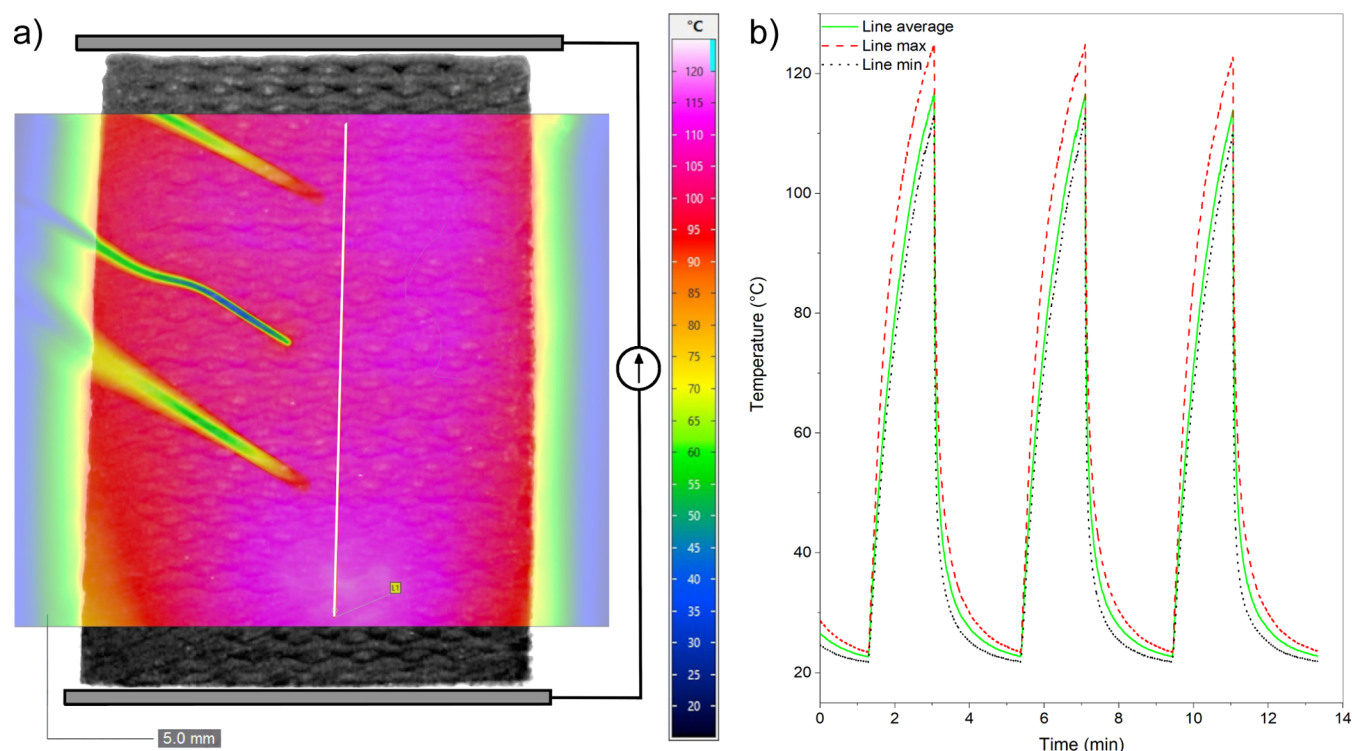 a)
°C
120
115
110
105
100
95
90
85
80
75
70
65
60
55
50
45
40
35
30
25
20
L1
5.0 mm
b)
Line average
Line max
Line min
Temperature (°C)
120
100
80
60
40
20
0 2 4 6 8 10 12 14
Time (min)